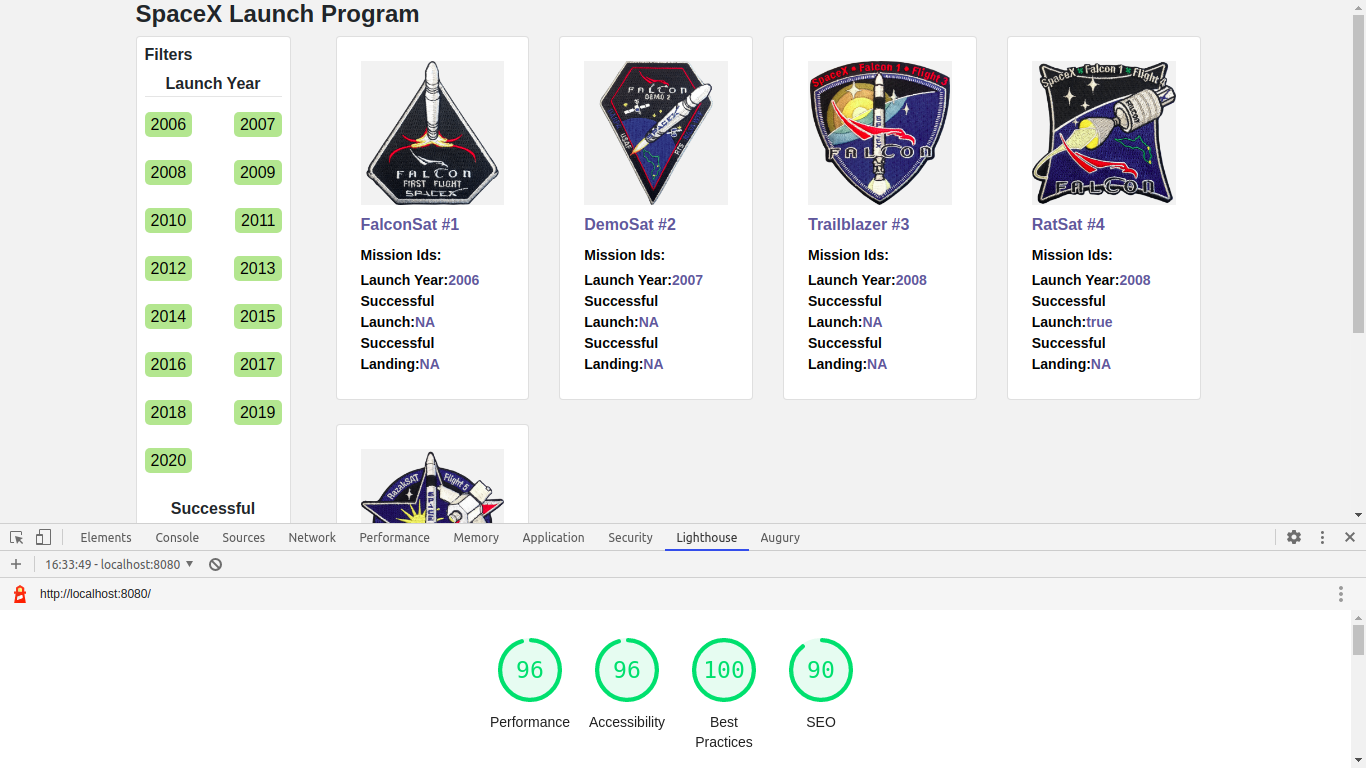 SpaceX Launch Program
Filters
Launch Year
2006 2007
2008 2009
2010 2011
2012 2013
2014 2015
2016 2017
2018 2019
2020
Successful
FALCON
FIRST FLIGHT
SPACEX
FalconSat #1
Mission Ids:
Launch Year:2006
Successful
Launch:NA
Successful
Landing:NA
FALCON
DEMO 2
SPACEX
USAF
DemoSat #2
Mission Ids:
Launch Year:2007
Successful
Launch:NA
Successful
Landing:NA
SpaceX • Falcon 1 • Flight 3
SPACEX
FALCON
Trailblazer #3
Mission Ids:
Launch Year:2008
Successful
Launch:NA
Successful
Landing:NA
SpaceX Falcon 1 Flight 4
FALCON
RatSat #4
Mission Ids:
Launch Year:2008
Successful
Launch:true
Successful
Landing:NA
RazakSAT Flight 5
Elements Console Sources Network Performance Memory Application Security Lighthouse Augury
16:33:49 - localhost:8080
http://localhost:8080/
96 96 100 90
Performance Accessibility Best Practices SEO